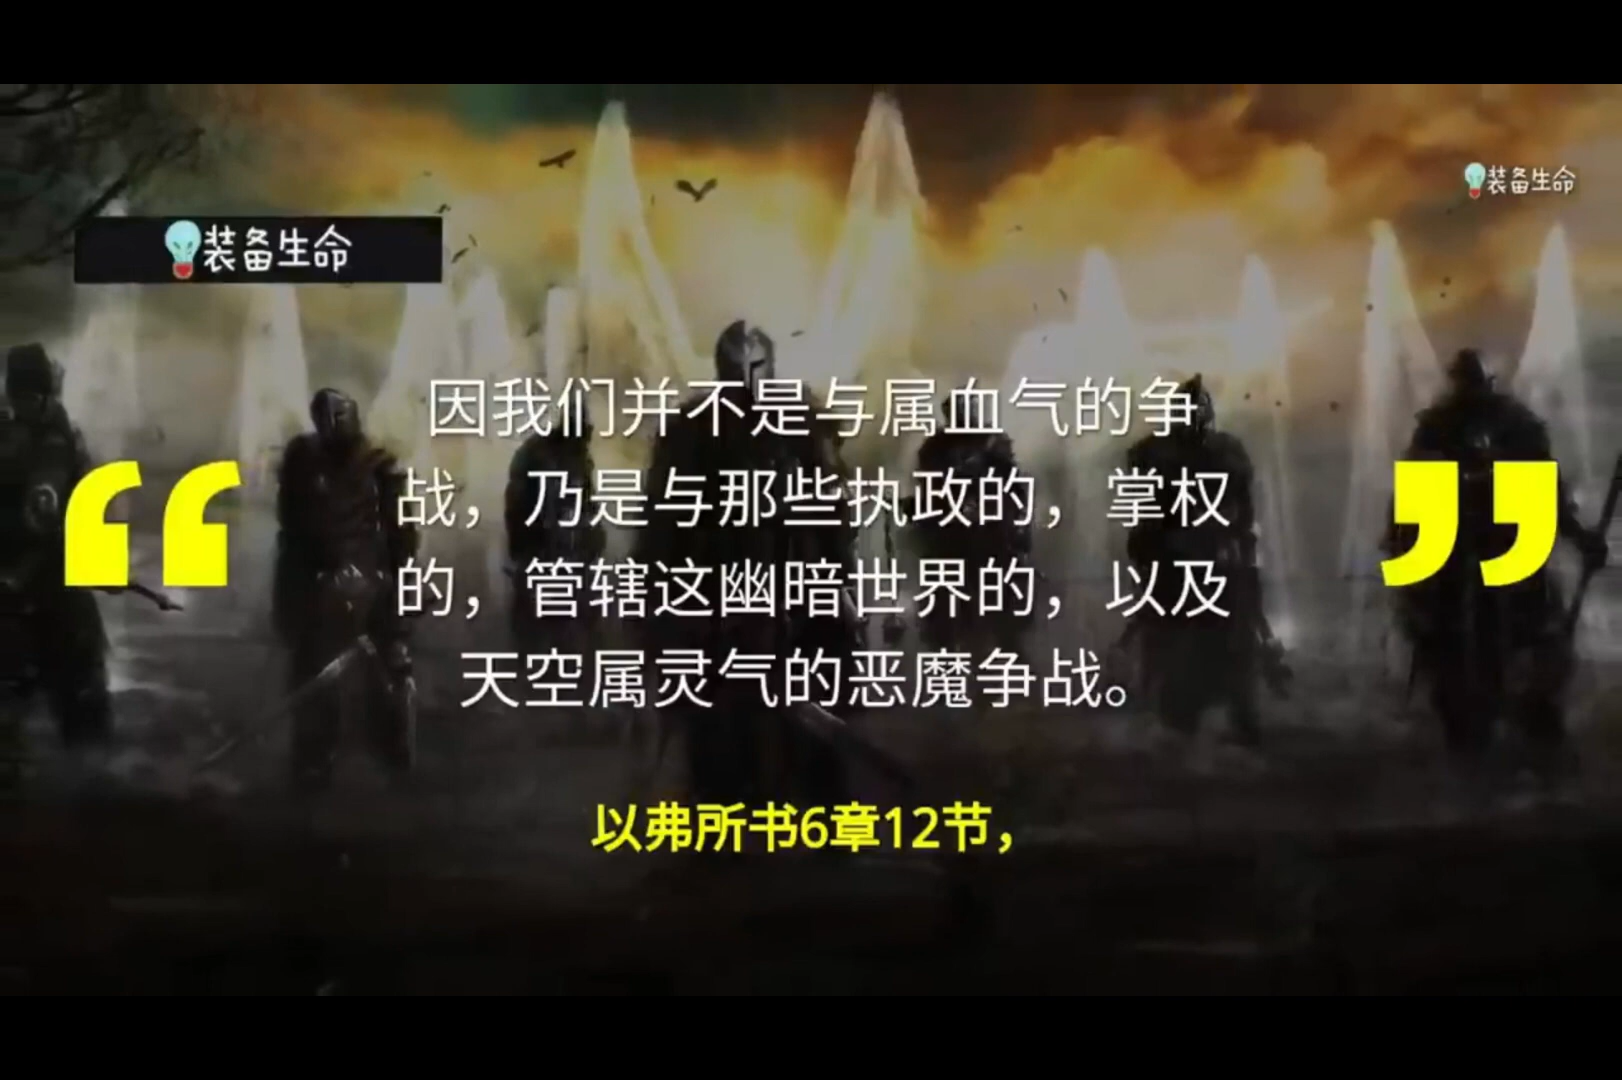 装备生命
装备生命
因我们并不是与属血气的争
战，乃是与那些执政的，掌权
的，管辖这幽暗世界的，以及
天空属灵气的恶魔争战。
以弗所书6章12节，